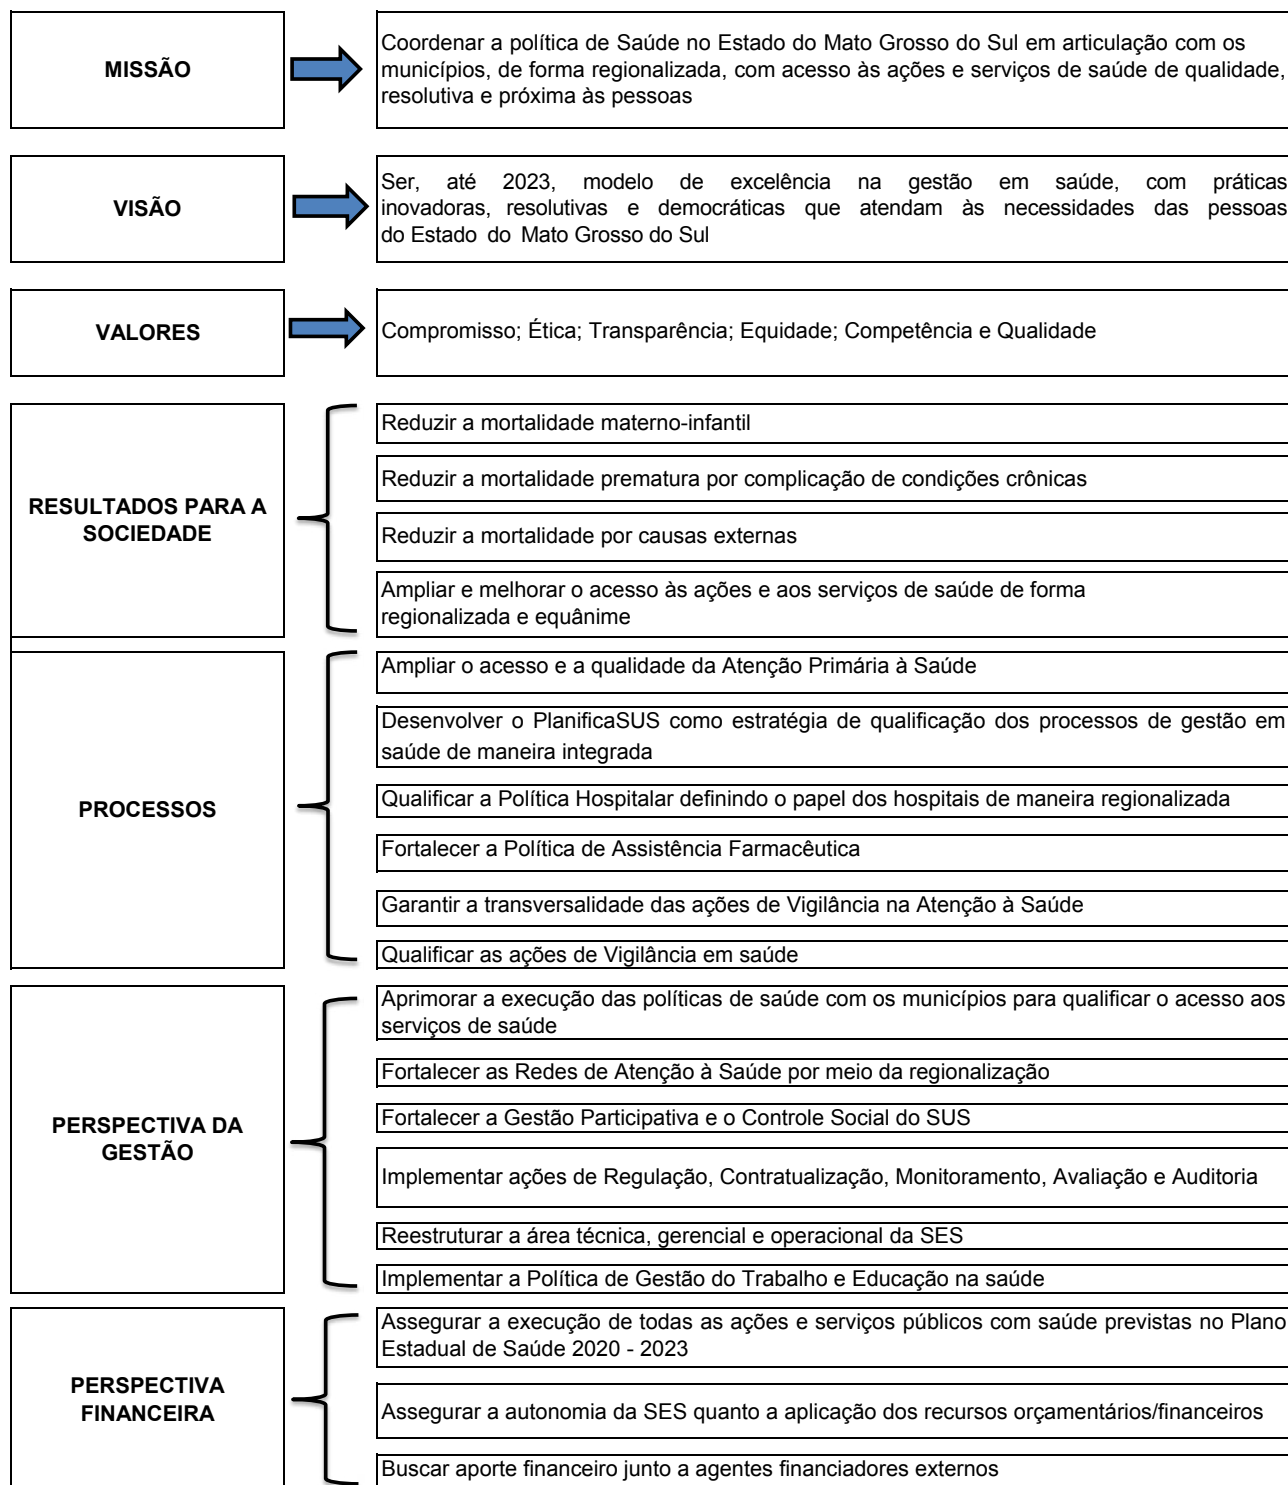 MISSÃO
Coordenar a política de Saúde no Estado do Mato Grosso do Sul em articulação com os
municípios, de forma regionalizada, com acesso às ações e serviços de saúde de qualidade,
resolutiva e próxima às pessoas
VISÃO
Ser, até 2023, modelo de excelência na gestão em saúde, com práticas
inovadoras, resolutivas e democráticas que atendam às necessidades das pessoas
do Estado do Mato Grosso do Sul
VALORES
Compromisso; Ética; Transparência; Equidade; Competência e Qualidade
RESULTADOS PARA A
SOCIEDADE
Reduzir a mortalidade materno-infantil
Reduzir a mortalidade prematura por complicação de condições crônicas
Reduzir a mortalidade por causas externas
Ampliar e melhorar o acesso às ações e aos serviços de saúde de forma
regionalizada e equânime
PROCESSOS
Ampliar o acesso e a qualidade da Atenção Primária à Saúde
Desenvolver o PlanificaSUS como estratégia de qualificação dos processos de gestão em
saúde de maneira integrada
Qualificar a Política Hospitalar definindo o papel dos hospitais de maneira regionalizada
Fortalecer a Política de Assistência Farmacêutica
Garantir a transversalidade das ações de Vigilância na Atenção à Saúde
Qualificar as ações de Vigilância em saúde
PERSPECTIVA DA
GESTÃO
Aprimorar a execução das políticas de saúde com os municípios para qualificar o acesso aos
serviços de saúde
Fortalecer as Redes de Atenção à Saúde por meio da regionalização
Fortalecer a Gestão Participativa e o Controle Social do SUS
Implementar ações de Regulação, Contratualização, Monitoramento, Avaliação e Auditoria
Reestruturar a área técnica, gerencial e operacional da SES
Implementar a Política de Gestão do Trabalho e Educação na saúde
PERSPECTIVA
FINANCEIRA
Assegurar a execução de todas as ações e serviços públicos com saúde previstas no Plano
Estadual de Saúde 2020 - 2023
Assegurar a autonomia da SES quanto a aplicação dos recursos orçamentários/financeiros
Buscar aporte financeiro junto a agentes financiadores externos